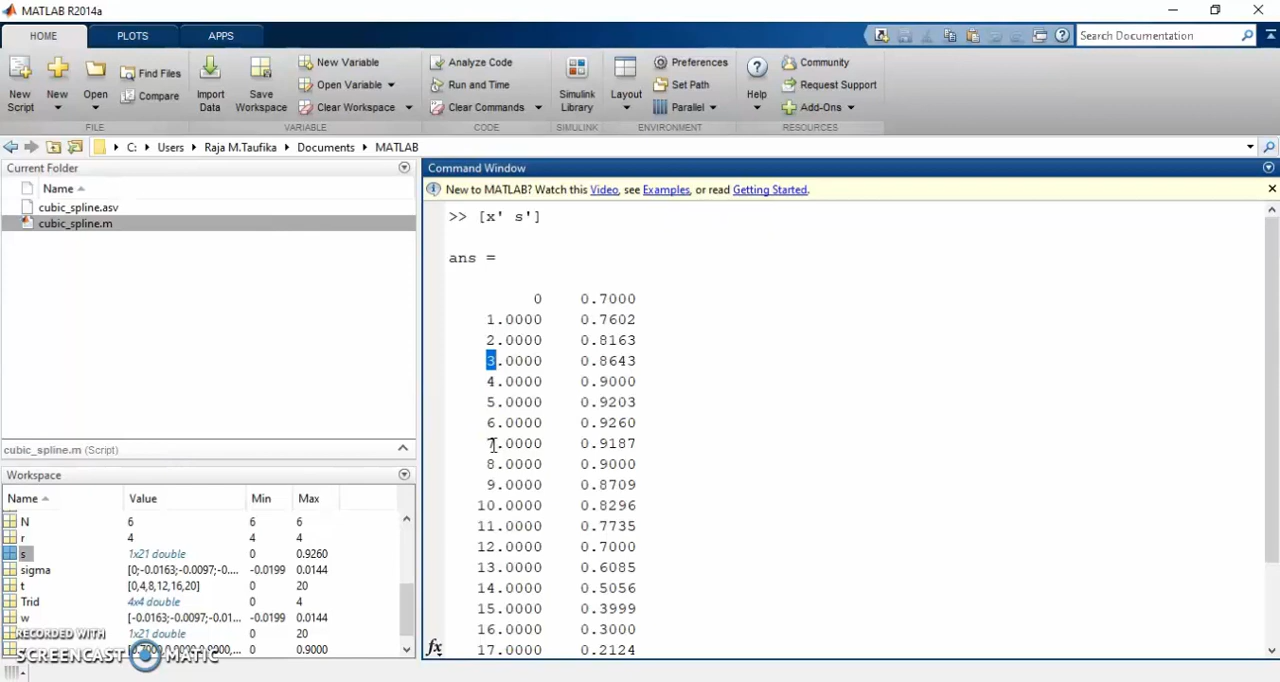 MATLAB R2014a
HOME PLOTS APPS Search Documentation
New Script New Open Find Files Compare Import Data Save Workspace New Variable Open Variable Clear Workspace Analyze Code Run and Time Clear Commands Simulink Library Layout Preferences Set Path Parallel Help Community Request Support Add-Ons
FILE VARIABLE CODE SIMULINK ENVIRONMENT RESOURCES
C: Users Raja M.Taufika Documents MATLAB
Current Folder
Name
cubic_spline.asv
cubic_spline.m
cubic_spline.m (Script)
Workspace
Name Value Min Max
N 6 6 6
r 4 4 4
s 1x21 double 0 0.9260
sigma [0;-0.0163;-0.0097;-0.... -0.0199 0.0144
t [0,4,8,12,16,20] 0 20
Trid 4x4 double 0 4
w [-0.0163;-0.0097;-0.01... -0.0199 0.0144
1x21 double 0 20
0 0.9000
RECORDED WITH
SCREENCAST MATIC
Command Window
New to MATLAB? Watch this Video, see Examples, or read Getting Started.
>> [x' s']
ans =
0 0.7000
1.0000 0.7602
2.0000 0.8163
3.0000 0.8643
4.0000 0.9000
5.0000 0.9203
6.0000 0.9260
7.0000 0.9187
8.0000 0.9000
9.0000 0.8709
10.0000 0.8296
11.0000 0.7735
12.0000 0.7000
13.0000 0.6085
14.0000 0.5056
15.0000 0.3999
16.0000 0.3000
17.0000 0.2124
fx